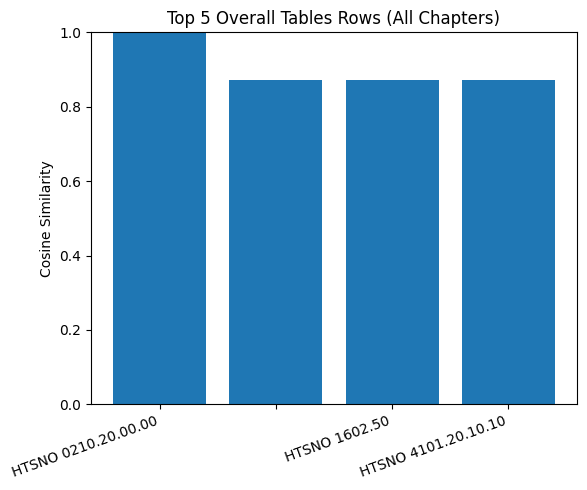 Top 5 Overall Tables Rows (All Chapters)
Cosine Similarity
1.0
0.8
0.6
0.4
0.2
0.0
HTSNO 0210.20.00.00
HTSNO 1602.50
HTSNO 4101.20.10.10